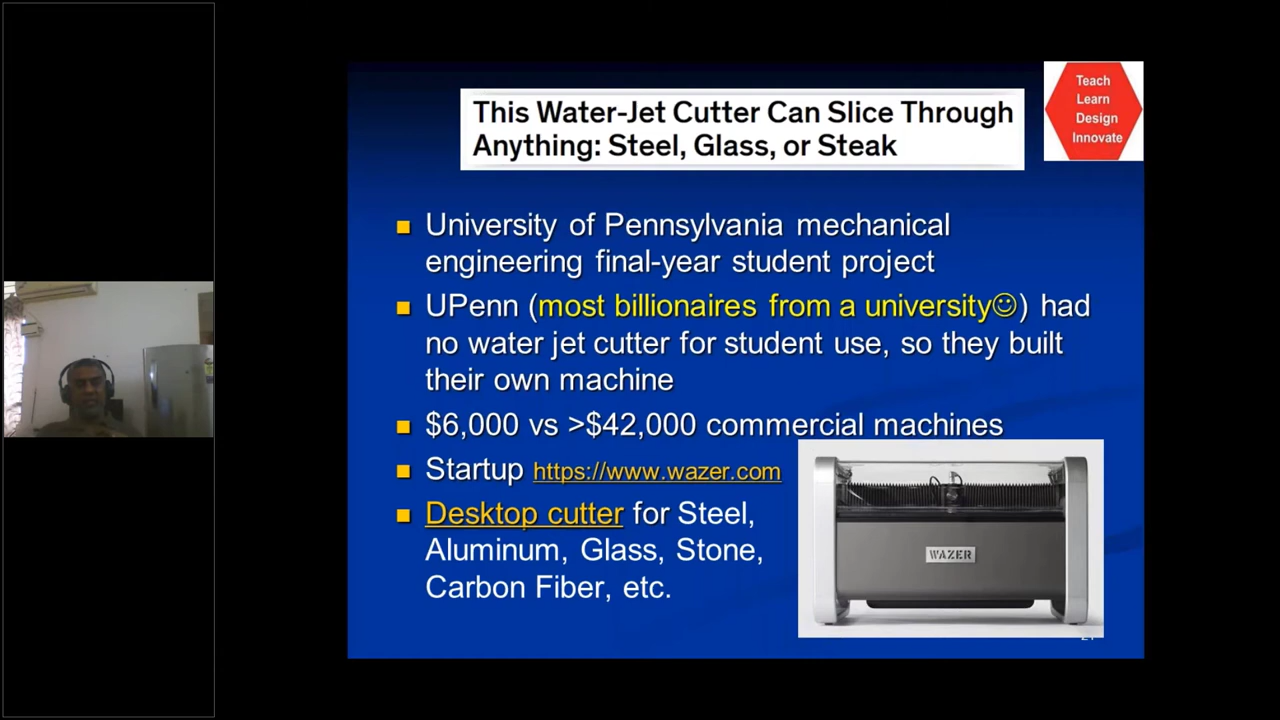 This Water-Jet Cutter Can Slice Through
Anything: Steel, Glass, or Steak
Teach
Learn
Design
Innovate
University of Pennsylvania mechanical
engineering final-year student project
UPenn (most billionaires from a university☺) had
no water jet cutter for student use, so they built
their own machine
$6,000 vs >$42,000 commercial machines
Startup https://www.wazer.com
Desktop cutter for Steel,
Aluminum, Glass, Stone,
Carbon Fiber, etc.
WAZER